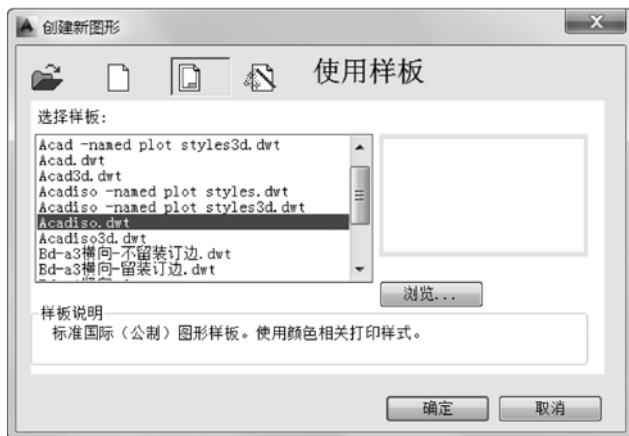 创建新图形
使用样板
选择样板:
Acad -named plot styles3d.dwt
Acad.dwt
Acad3d.dwt
Acadiso -named plot styles.dwt
Acadiso -named plot styles3d.dwt
Acadiso.dwt
Acadiso3d.dwt
Bd-a3横向-不留装订边.dwt
Bd-a3横向-留装订边.dwt
浏览...
样板说明
标准国际（公制）图形样板。使用颜色相关打印样式。
确定
取消